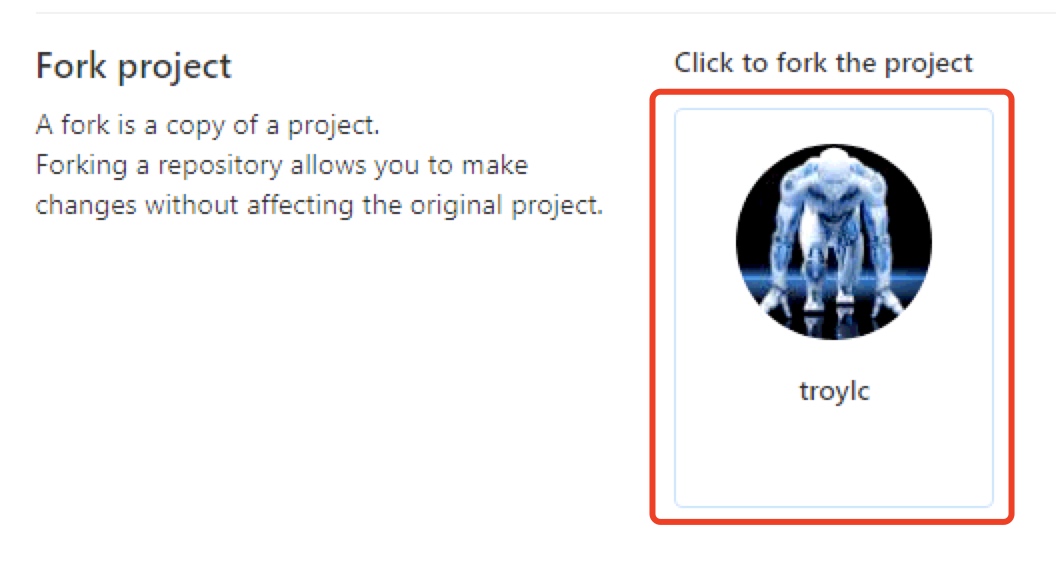 Fork project
A fork is a copy of a project.
Forking a repository allows you to make
changes without affecting the original project.
Click to fork the project
troylc